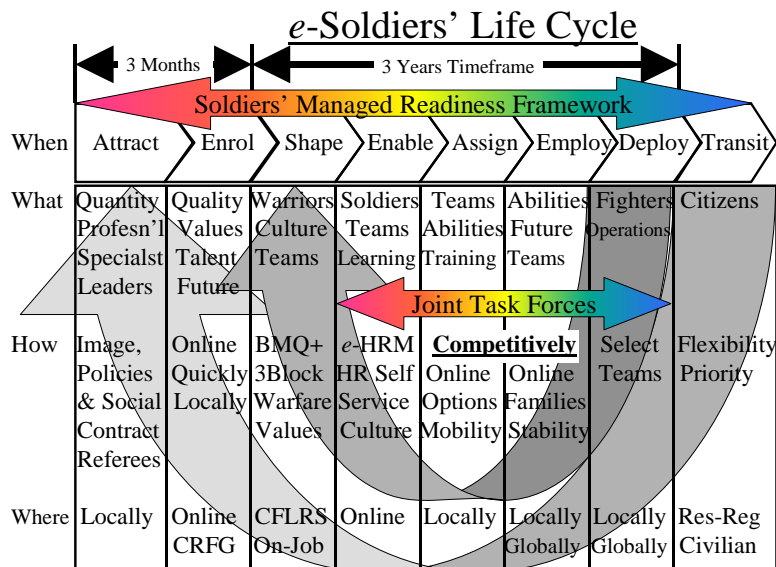 e-Soldiers' Life Cycle
3 Months
3 Years Timeframe
Soldiers' Managed Readiness Framework
When Attract Enrol Shape Enable Assign Employ Deploy Transit
What Quantity Quality Warriors Soldiers Teams Abilities Fighters Citizens
Profesn'l Values Culture Teams Abilities Future Operations
Specialst Talent Teams Learning Training Teams
Leaders Future
Joint Task Forces
How Image, Online BMQ+ e-HRM Competitively Select Flexibility
Policies Quickly 3Block HR Self Online Online Teams Priority
& Social Locally Warfare Service Options Families
Contract Values Culture Mobility Stability
Referees
Where Locally Online CFLRS Online Locally Locally Locally Res-Reg
CRFG On-Job Globally Globally Civilian